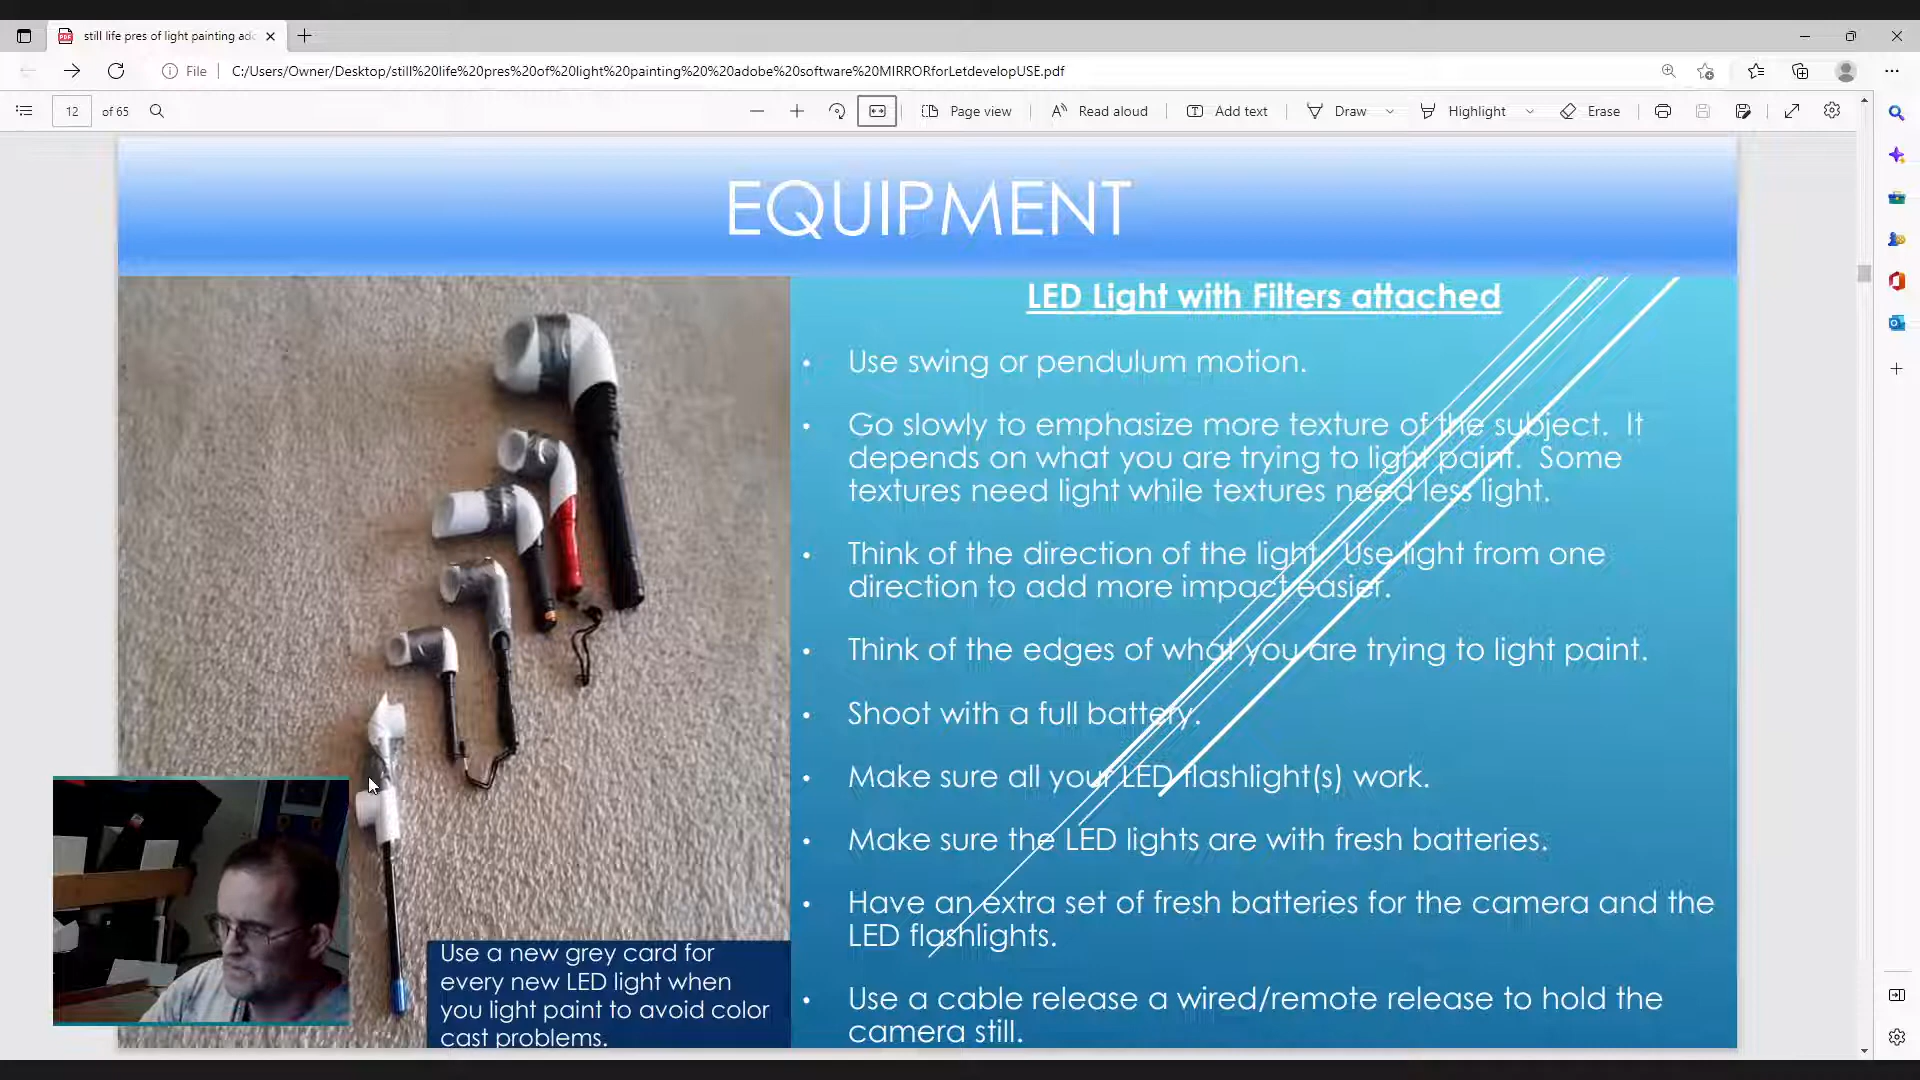 still life pres of light painting ado
File
C:/Users/Owner/Desktop/still%20life%20pres%20of%20light%20painting%20%20adobe%20software%20MIRRORforLetdevelopUSE.pdf
12 of 65
Page view
Read aloud
Add text
Draw
Highlight
Erase
EQUIPMENT
LED Light with Filters attached
• Use swing or pendulum motion.
• Go slowly to emphasize more texture of the subject. It
depends on what you are trying to light paint. Some
textures need light while textures need less light.
• Think of the direction of the light. Use light from one
direction to add more impact easier.
• Think of the edges of what you are trying to light paint.
• Shoot with a full battery.
• Make sure all your LED flashlight(s) work.
• Make sure the LED lights are with fresh batteries.
• Have an extra set of fresh batteries for the camera and the
LED flashlights.
• Use a cable release a wired/remote release to hold the
camera still.
Use a new grey card for
every new LED light when
you light paint to avoid color
cast problems.